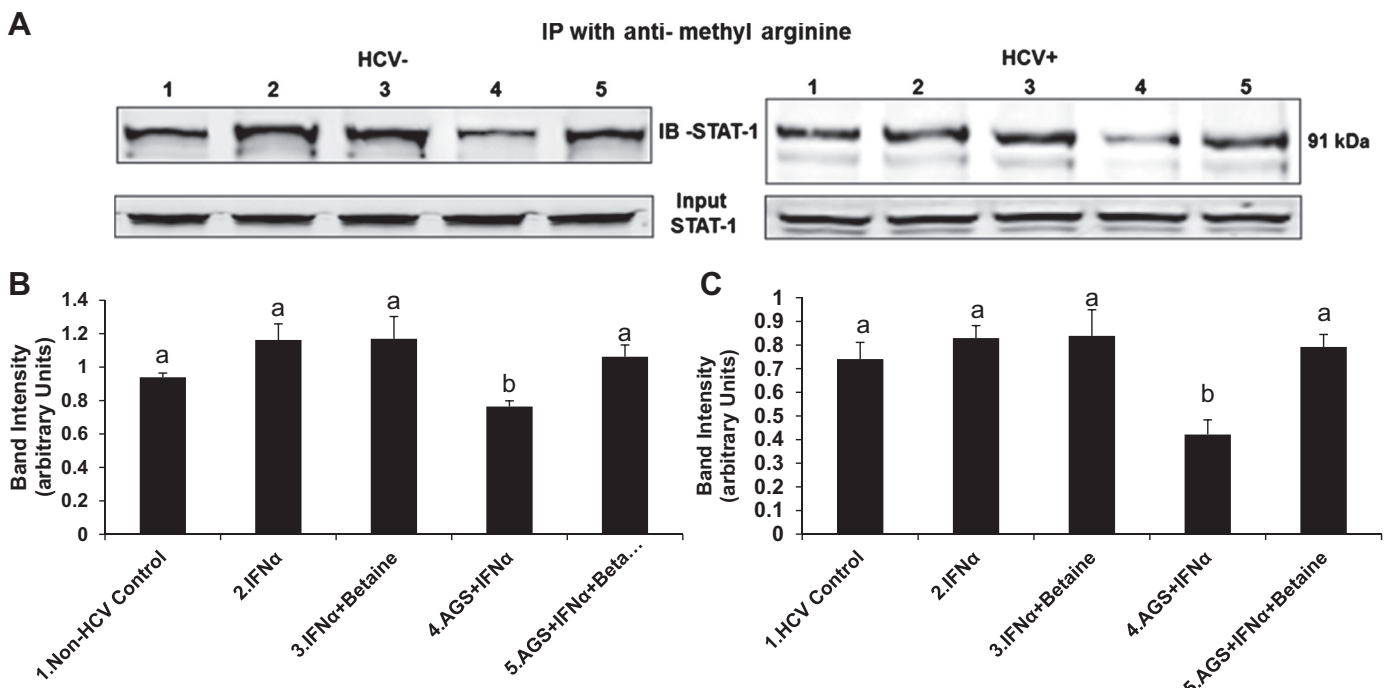 A
IP with anti- methyl arginine
HCV-
HCV+
1 2 3 4 5
1 2 3 4 5
IB -STAT-1
91 kDa
Input
STAT-1
B
Band Intensity
(arbitrary Units)
1.4
1.2
1
0.8
0.6
0.4
0.2
0
a
a
a
b
a
1.Non-HCV Control
2.IFNα
3.IFNα+Betaine
4.AGS+IFNα
5.AGS+IFNα+Beta…
C
Band Intensity
(arbitrary Units)
1
0.9
0.8
0.7
0.6
0.5
0.4
0.3
0.2
0.1
0
a
a
a
b
a
1.HCV Control
2.IFNα
3.IFNα+Betaine
4.AGS+IFNα
5.AGS+IFNα+Betaine